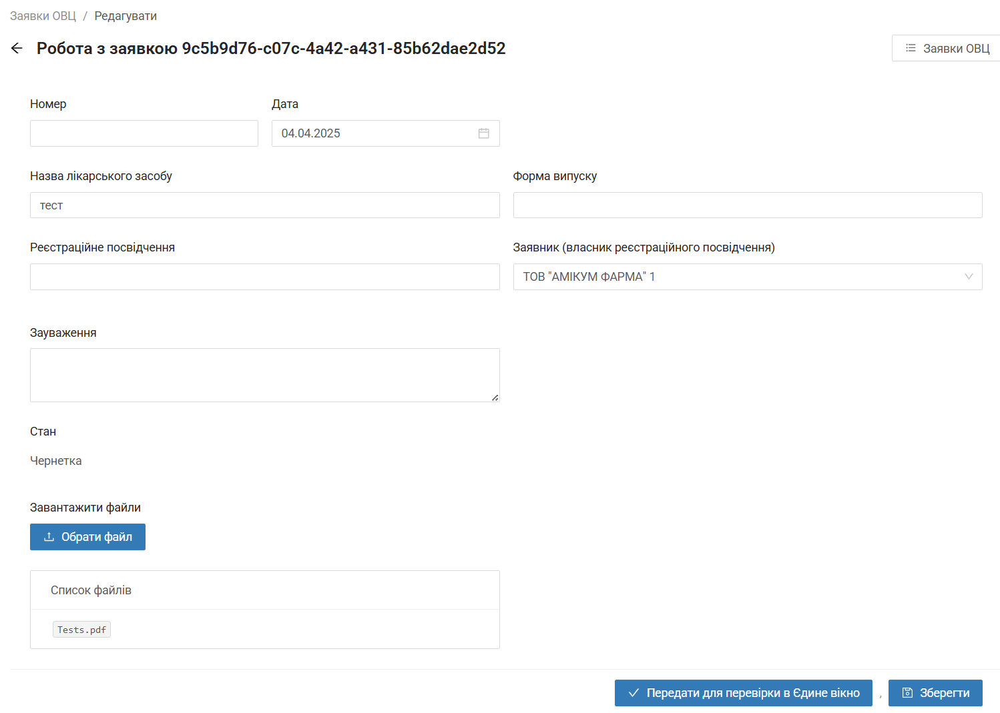 Заявки ОВЦ / Редагувати
Робота з заявкою 9c5b9d76-c07c-4a42-a431-85b62dae2d52
Заявки ОВЦ
Номер
Дата
04.04.2025
Назва лікарського засобу
Форма випуску
тест
Реєстраційне посвідчення
Заявник (власник реєстраційного посвідчення)
ТОВ "АМІКУМ ФАРМА" 1
Зауваження
Стан
Чернетка
Завантажити файли
Обрати файл
Список файлів
Tests.pdf
Передати для перевірки в Єдине вікно , Зберегти